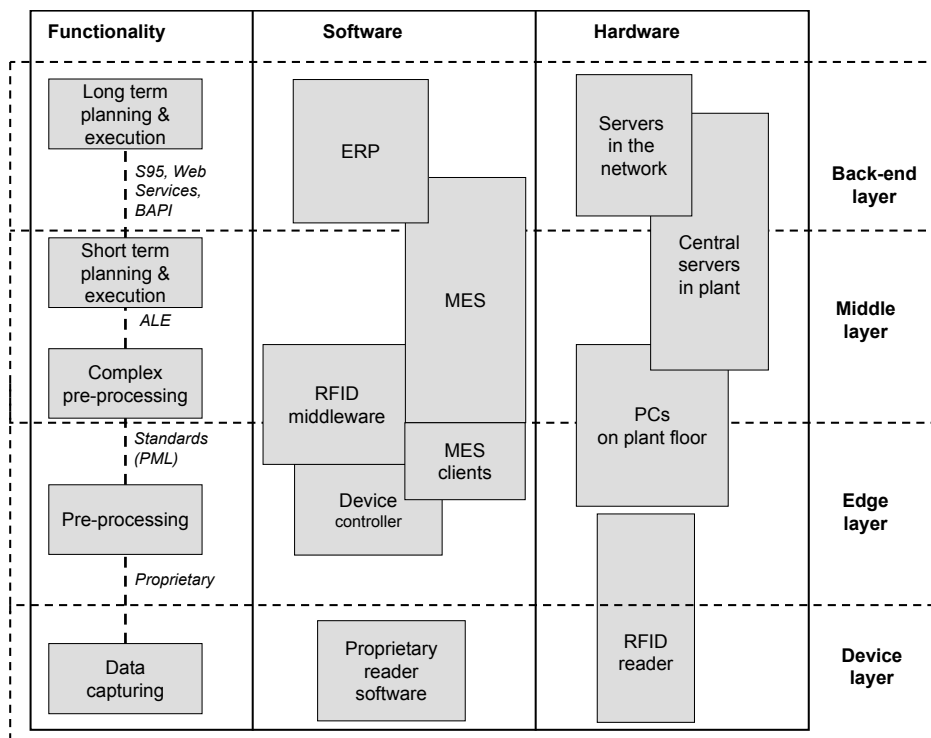 Functionality
Software
Hardware
Long term
planning &
execution
S95, Web
Services,
BAPI
Short term
planning &
execution
ALE
Complex
pre-processing
Standards
(PML)
Pre-processing
Proprietary
Data
capturing
ERP
MES
RFID
middleware
MES
clients
Device
controller
Proprietary
reader
software
Servers
in the
network
Central
servers
in plant
PCs
on plant floor
RFID
reader
Back-end
layer
Middle
layer
Edge
layer
Device
layer